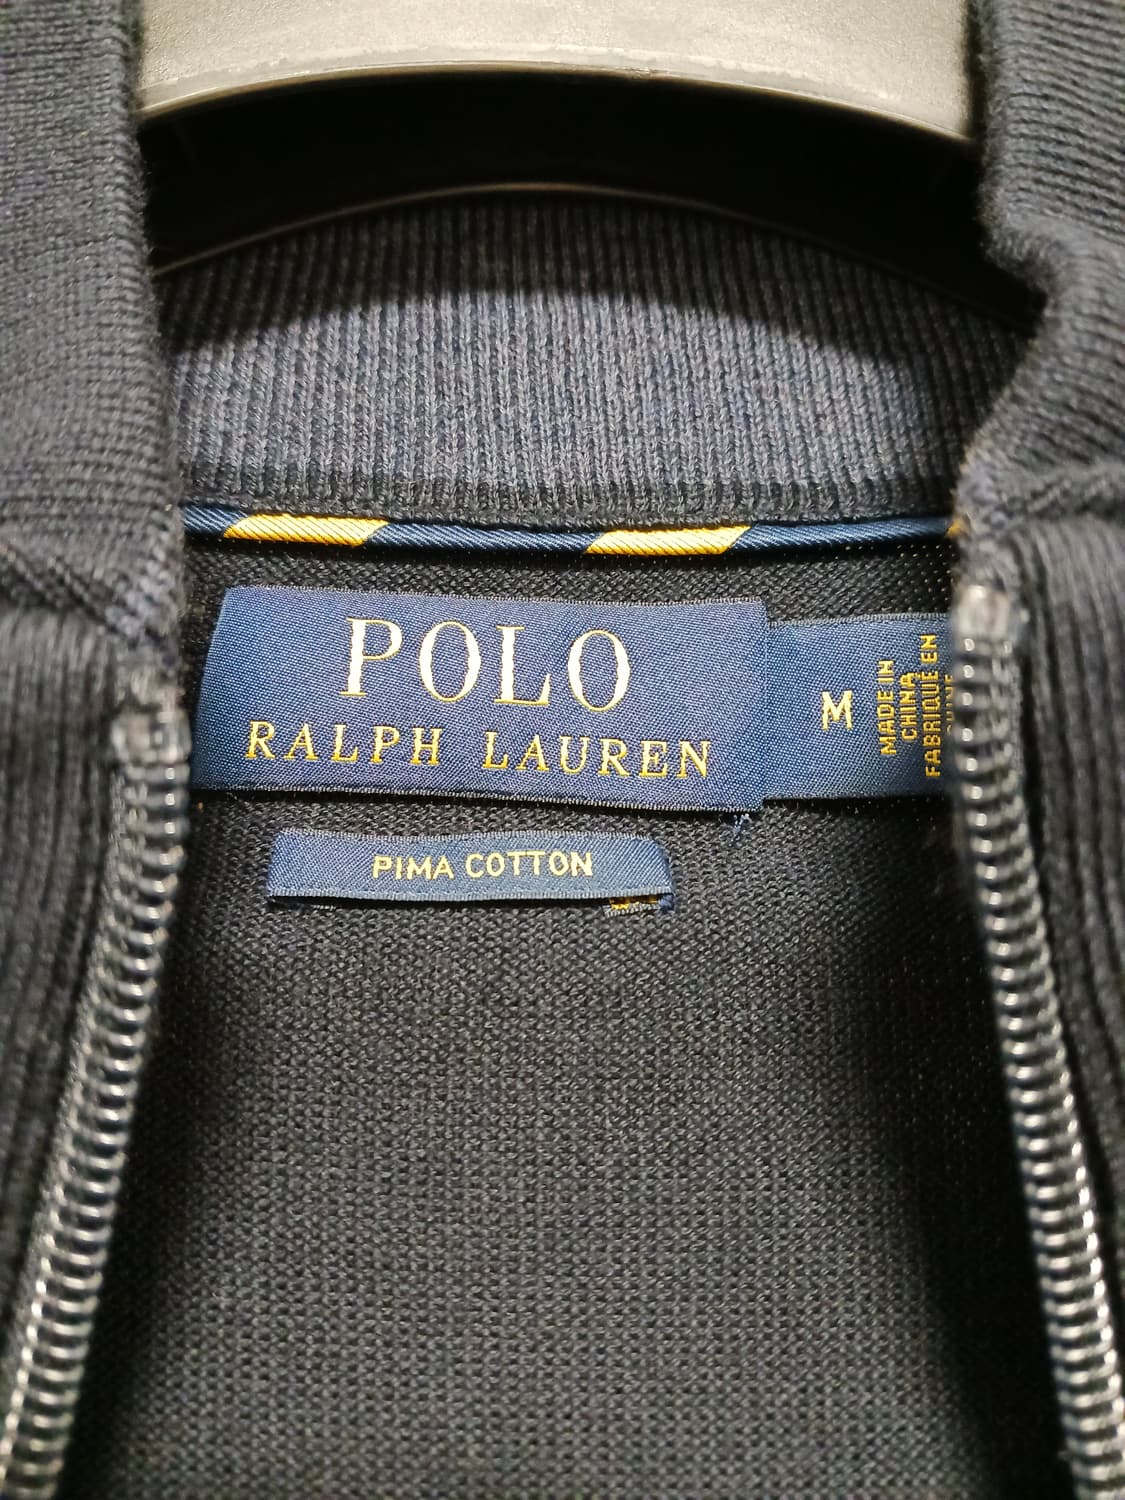 POLO
RALPH LAUREN
M
MADE IN
CHINA
FABRIQUÉ EN
PIMA COTTON